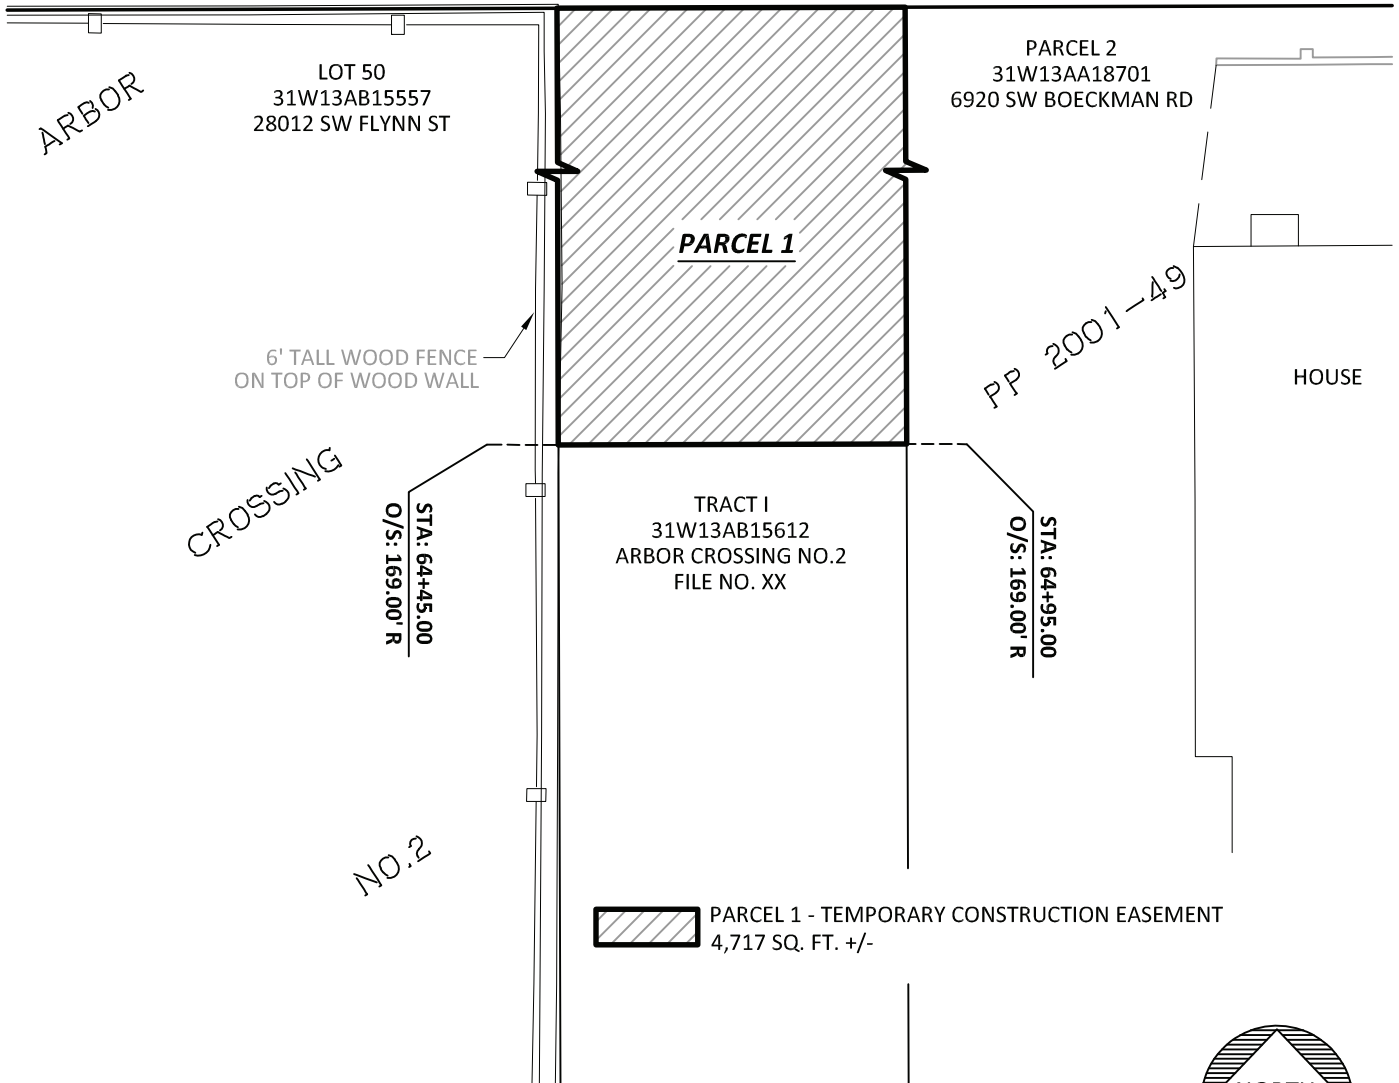 ARBOR
LOT 50
31W13AB15557
28012 SW FLYNN ST
PARCEL 2
31W13AA18701
6920 SW BOECKMAN RD
PARCEL 1
PP 2001-49
6' TALL WOOD FENCE
ON TOP OF WOOD WALL
HOUSE
CROSSING
STA: 64+45.00
O/S: 169.00' R
TRACT I
31W13AB15612
ARBOR CROSSING NO.2
FILE NO. XX
STA: 64+95.00
O/S: 169.00' R
NO.2
PARCEL 1 - TEMPORARY CONSTRUCTION EASEMENT
4,717 SQ. FT. +/-
NORTH